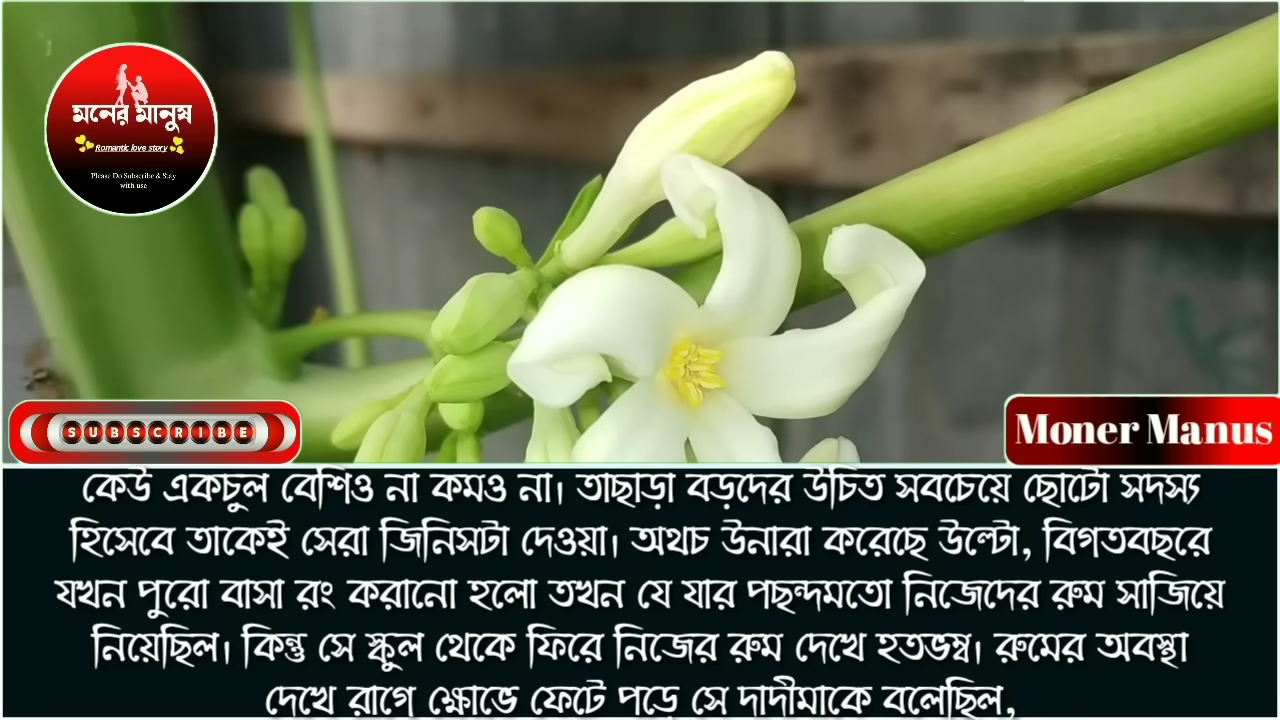 মনের মানুষ
Romantic love story
Please Do Subscribe & Stay
with use
SUBSCRIBE
Moner Manus
কেউ একচুল বেশিও না কমও না। তাছাড়া বড়দের উচিত সবচেয়ে ছোটো সদস্য
হিসেবে তাকেই সেরা জিনিসটা দেওয়া। অথচ উনারা করেছে উল্টো, বিগতবছরে
যখন পুরো বাসা রং করানো হলো তখন যে যার পছন্দমতো নিজেদের রুম সাজিয়ে
নিয়েছিল। কিন্তু সে স্কুল থেকে ফিরে নিজের রুম দেখে হতভম্ব। রুমের অবস্থা
দেখে রাগে ক্ষোভে ফেটে পড়ে সে দাদীমাকে বলেছিল,